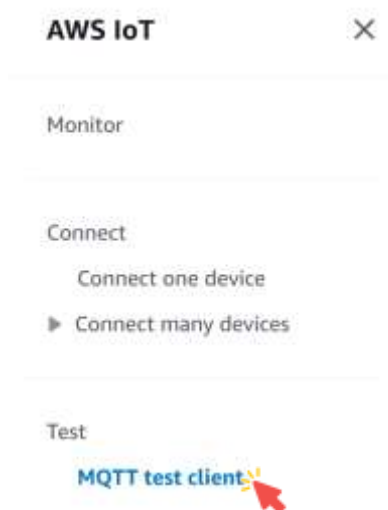 AWS IoT
Monitor
Connect
Connect one device
Connect many devices
Test
MQTT test client